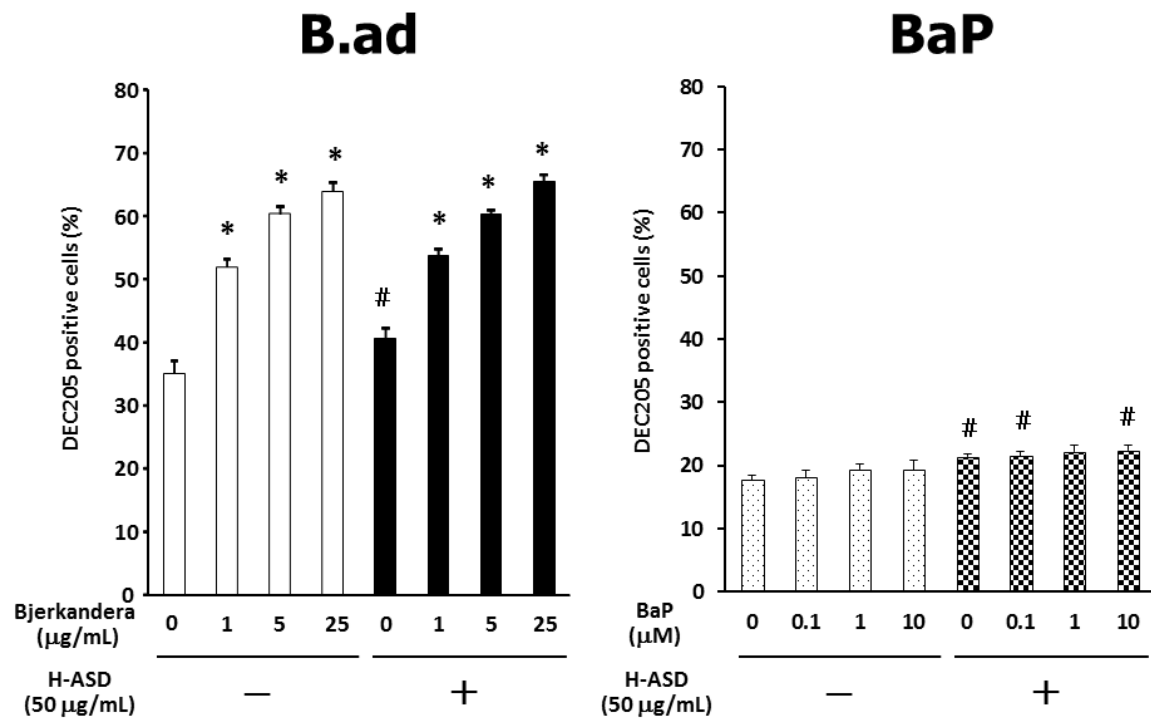 B.ad
80
70
60
50
40
30
20
10
0
DEC205 positive cells (%)
* * * # * * *
Bjerkandera
(μg/mL)
0 1 5 25 0 1 5 25
H-ASD
(50 μg/mL)
− +
BaP
80
70
60
50
40
30
20
10
0
DEC205 positive cells (%)
# # #
BaP
(μM)
0 0.1 1 10 0 0.1 1 10
H-ASD
(50 μg/mL)
− +